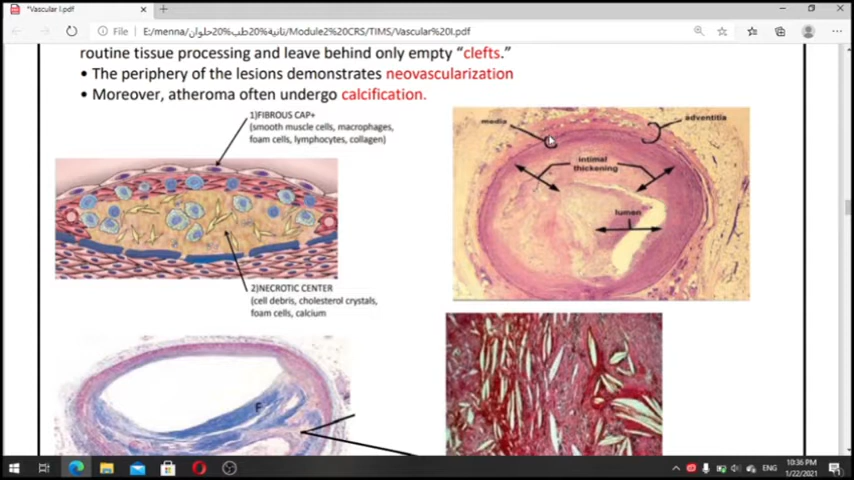 *Vascular I.pdf
File
E:/menna/ثانية%20طب%20حلوان/Module2%20CRS/TIMS/Vascular%20I.pdf
routine tissue processing and leave behind only empty “clefts.”
• The periphery of the lesions demonstrates neovascularization
• Moreover, atheroma often undergo calcification.
1)FIBROUS CAP+
(smooth muscle cells, macrophages,
foam cells, lymphocytes, collagen)
media
adventitia
intimal
thickening
lumen
2)NECROTIC CENTER
(cell debris, cholesterol crystals,
foam cells, calcium
F
ENG
10:36 PM
1/22/2021